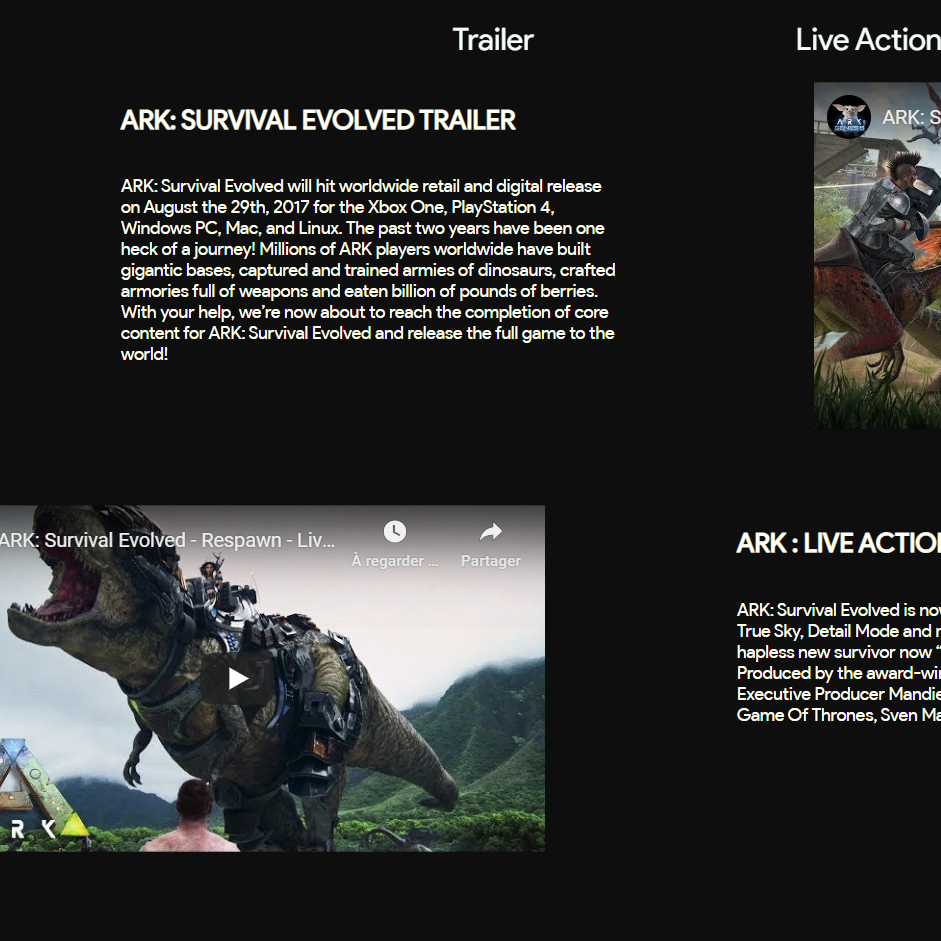 Trailer
Live Action
ARK: SURVIVAL EVOLVED TRAILER
ARK: Survival Evolved will hit worldwide retail and digital release
on August the 29th, 2017 for the Xbox One, PlayStation 4,
Windows PC, Mac, and Linux. The past two years have been one
heck of a journey! Millions of ARK players worldwide have built
gigantic bases, captured and trained armies of dinosaurs, crafted
armories full of weapons and eaten billion of pounds of berries.
With your help, we’re now about to reach the completion of core
content for ARK: Survival Evolved and release the full game to the
world!
ARK
GENESIS
ARK: S
ARK: Survival Evolved - Respawn - Liv...
À regarder ...
Partager
ARK
ARK : LIVE ACTIO
ARK: Survival Evolved is no
True Sky, Detail Mode and
hapless new survivor now “
Produced by the award-wi
Executive Producer Mandie
Game Of Thrones, Sven Ma